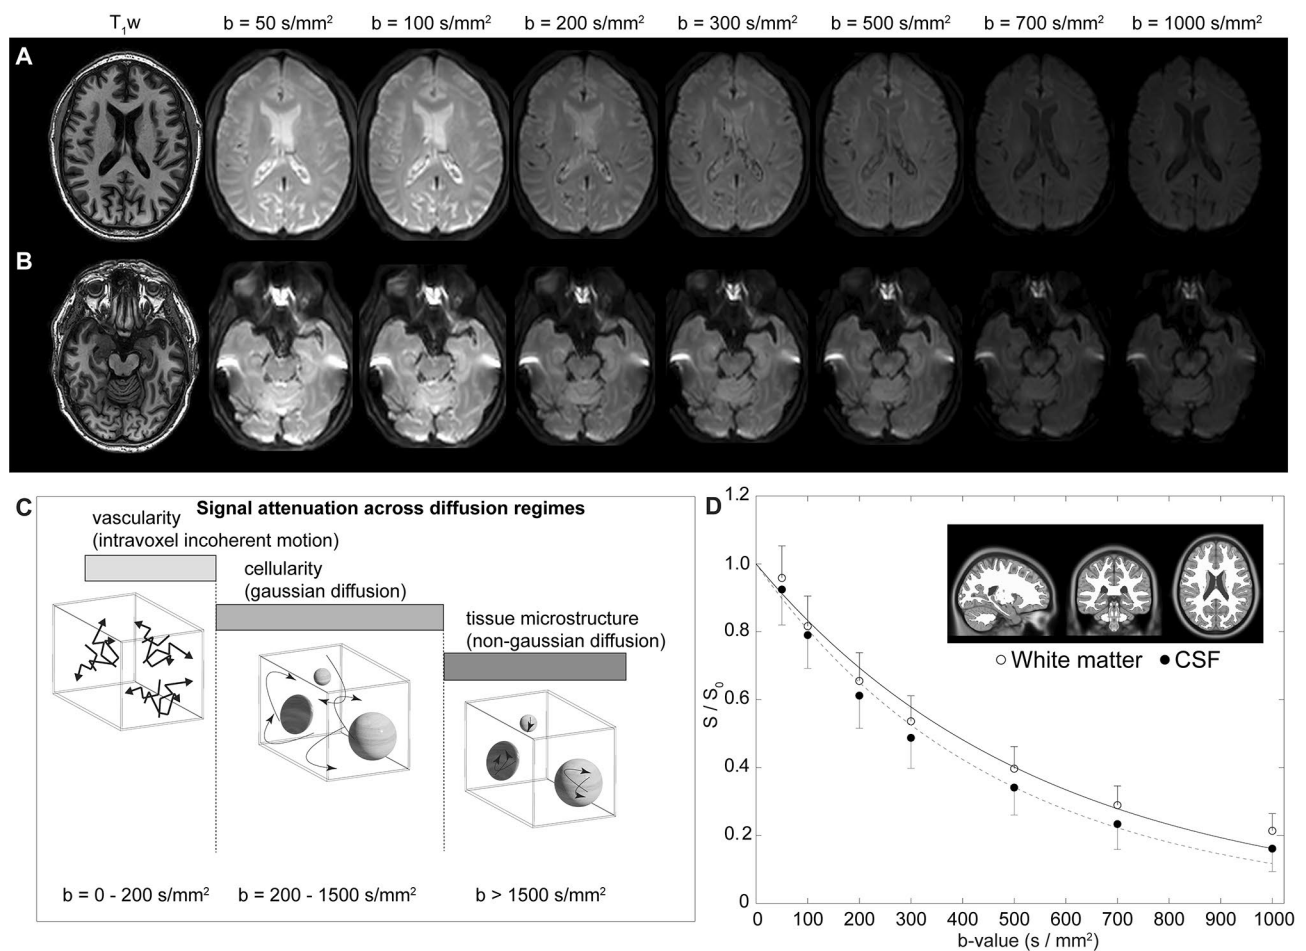 T₁w b = 50 s/mm² b = 100 s/mm² b = 200 s/mm² b = 300 s/mm² b = 500 s/mm² b = 700 s/mm² b = 1000 s/mm²
A
B
C
Signal attenuation across diffusion regimes
vascularity
(intravoxel incoherent motion)
cellularity
(gaussian diffusion)
tissue microstructure
(non-gaussian diffusion)
b = 0 - 200 s/mm² b = 200 - 1500 s/mm² b > 1500 s/mm²
D
1.2
1.0
0.8
0.6
0.4
0.2
0
S / S₀
White matter CSF
0 100 200 300 400 500 600 700 800 900 1000
b-value (s / mm²)